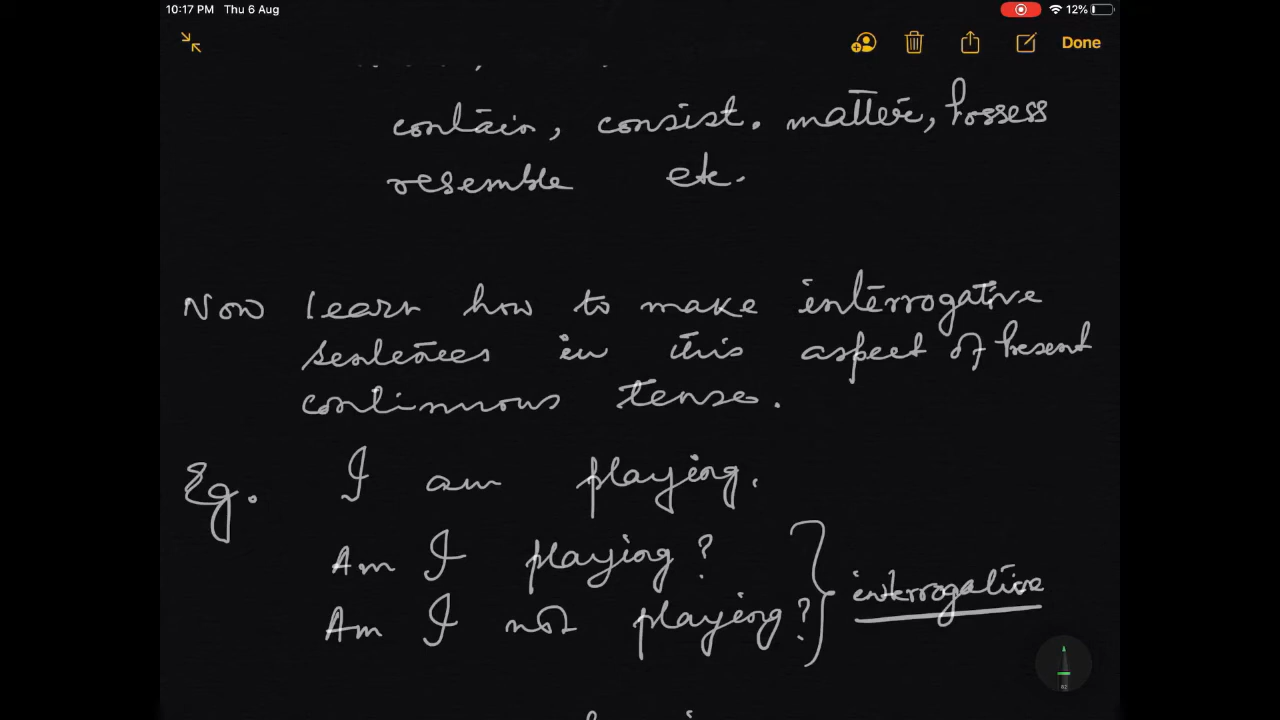 10:17 PM Thu 6 Aug 12%
Done
contain, consist. matter, possess
resemble etc.
Now learn how to make interrogative
sentences in this aspect of present
continuous tense.
Eg. I am playing.
Am I playing?
Am I not playing?
interrogative